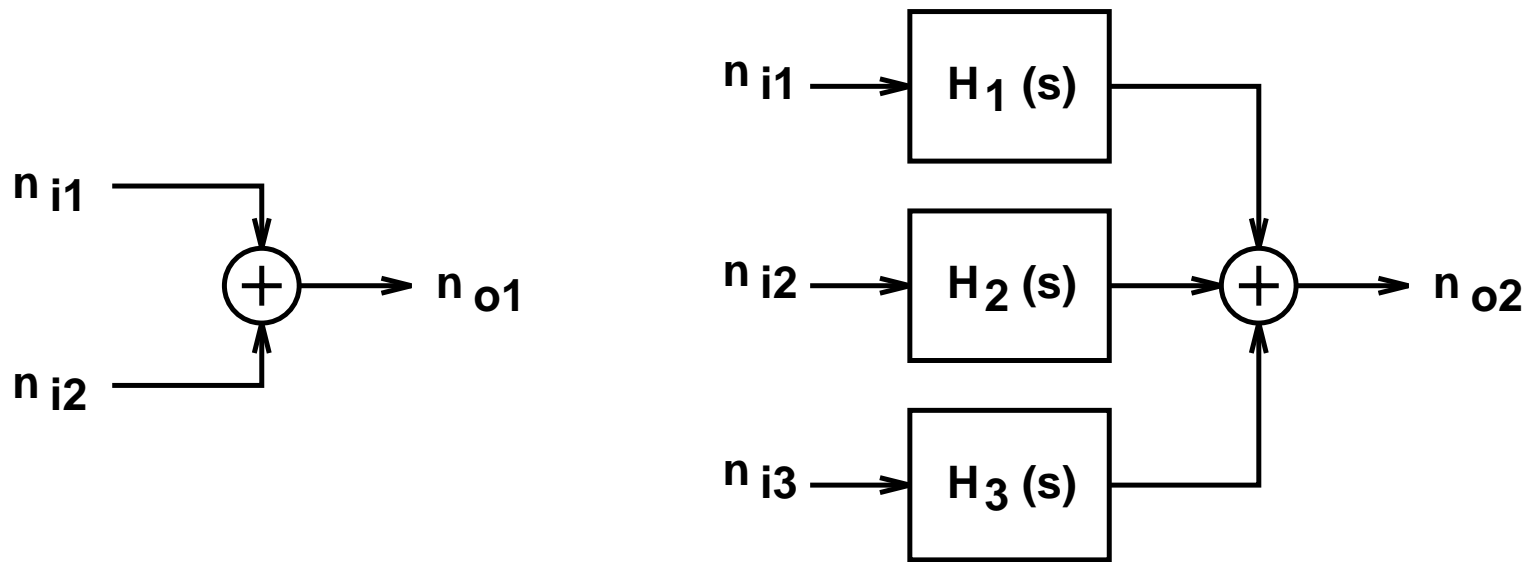 n i1
n i2
+
n o1
n i1
H 1 (s)
n i2
H 2 (s)
n i3
H 3 (s)
+
n o2